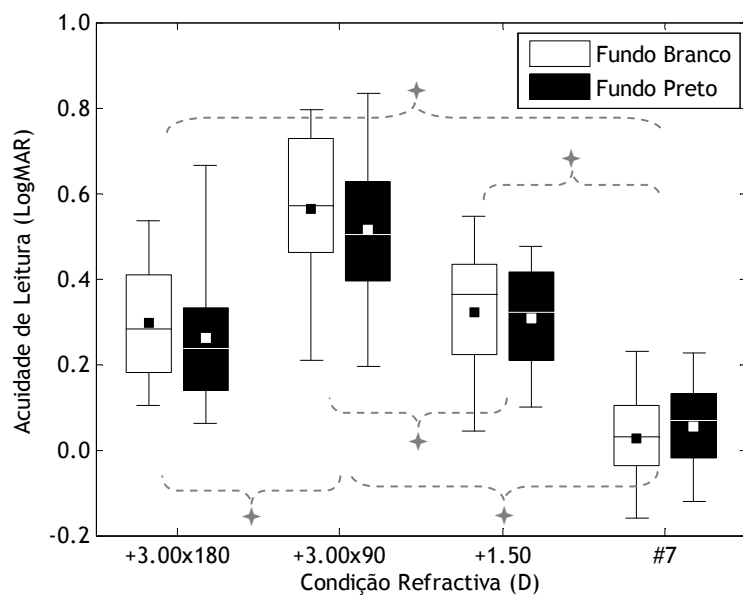 1.0
0.8
0.6
0.4
0.2
0.0
-0.2
Acuidade de Leitura (LogMAR)
Fundo Branco
Fundo Preto
+3.00x180 +3.00x90 +1.50 #7
Condição Refractiva (D)